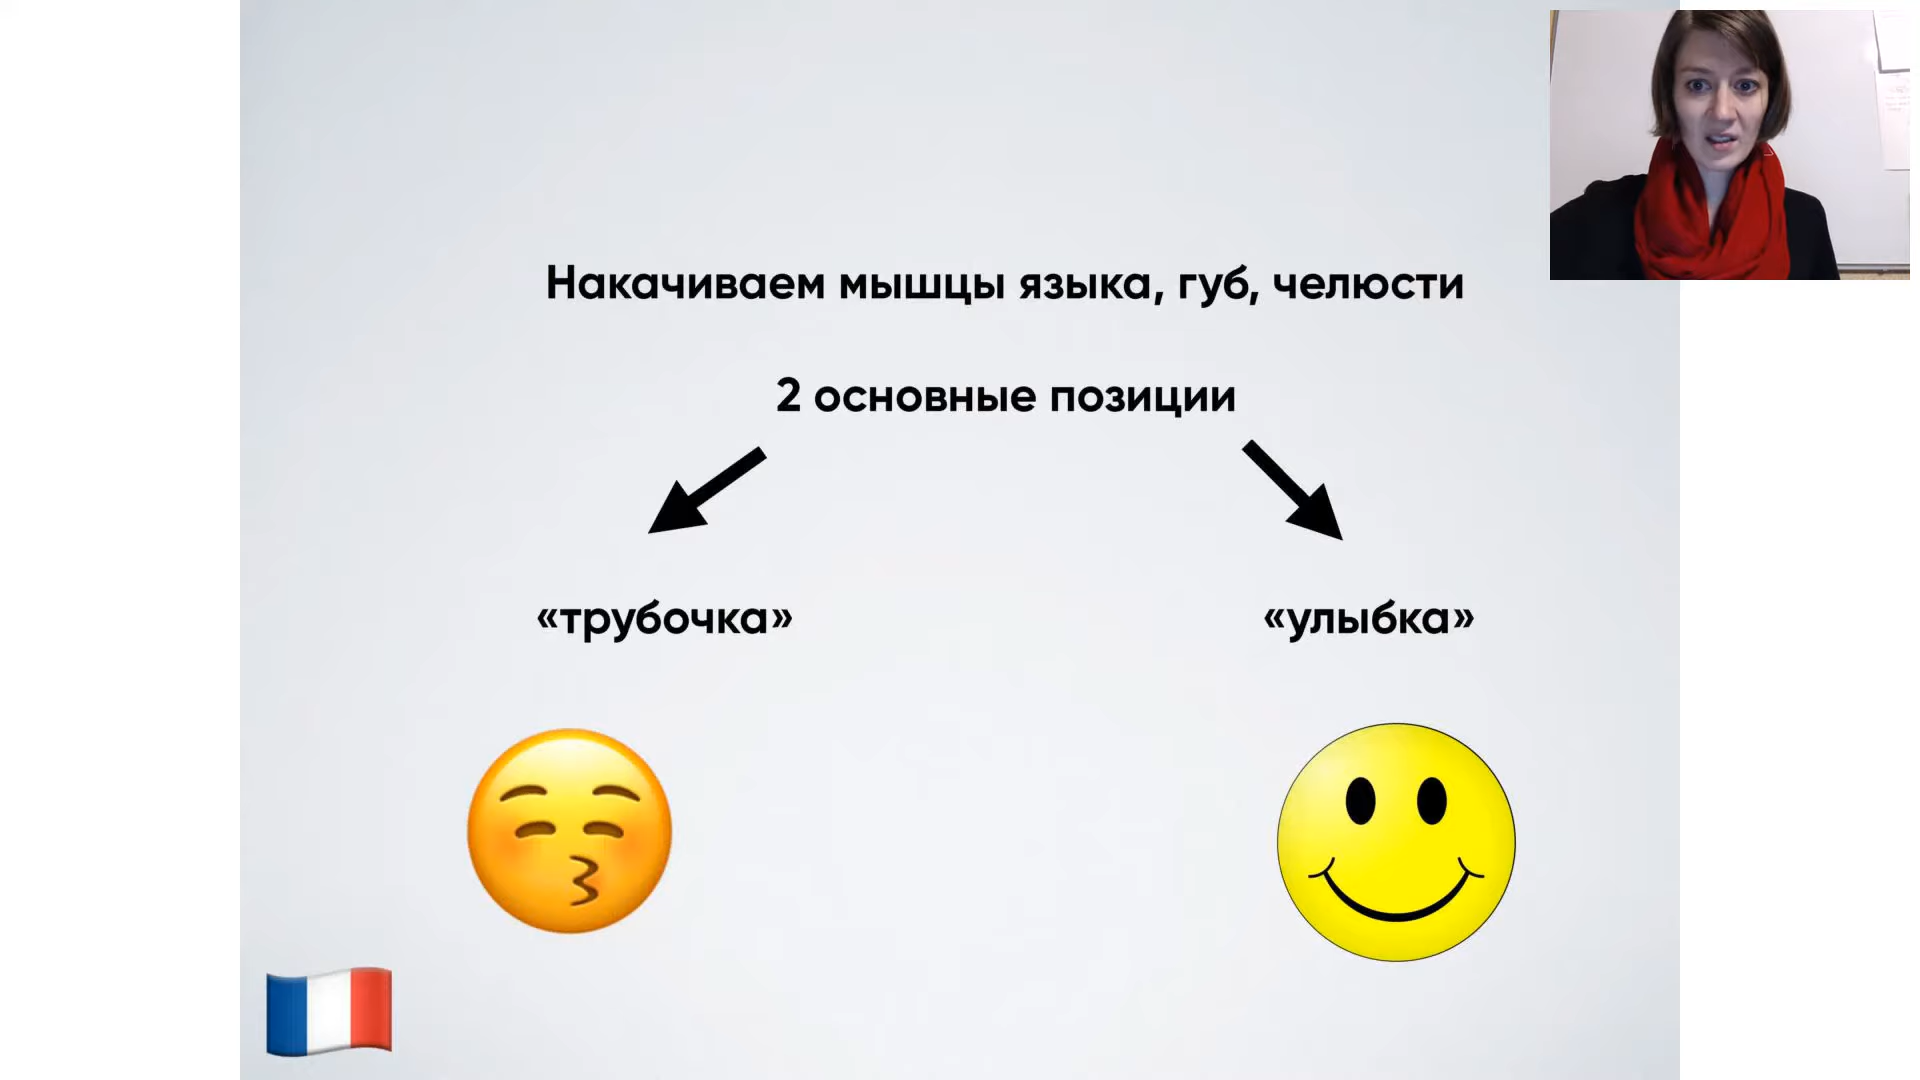 Накачиваем мышцы языка, губ, челюсти
2 основные позиции
«трубочка»
«улыбка»